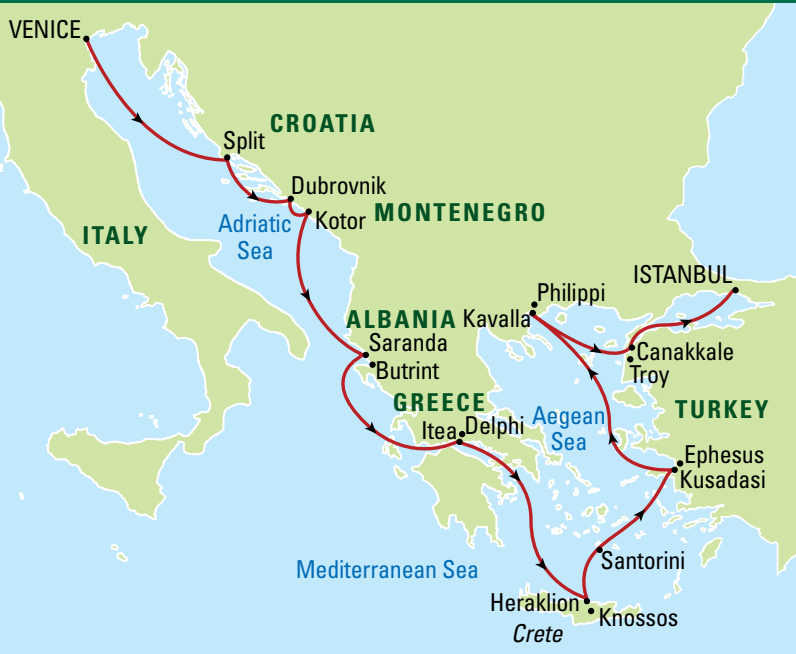 VENICE
CROATIA
Split
Dubrovnik
Adriatic
Sea
Kotor
MONTENEGRO
ITALY
ISTANBUL
Philippi
Kavalla
ALBANIA
Saranda
Butrint
Canakkale
Troy
GREECE
TURKEY
Itea
Delphi
Aegean
Sea
Ephesus
Kusadasi
Santorini
Mediterranean Sea
Heraklion
Knossos
Crete